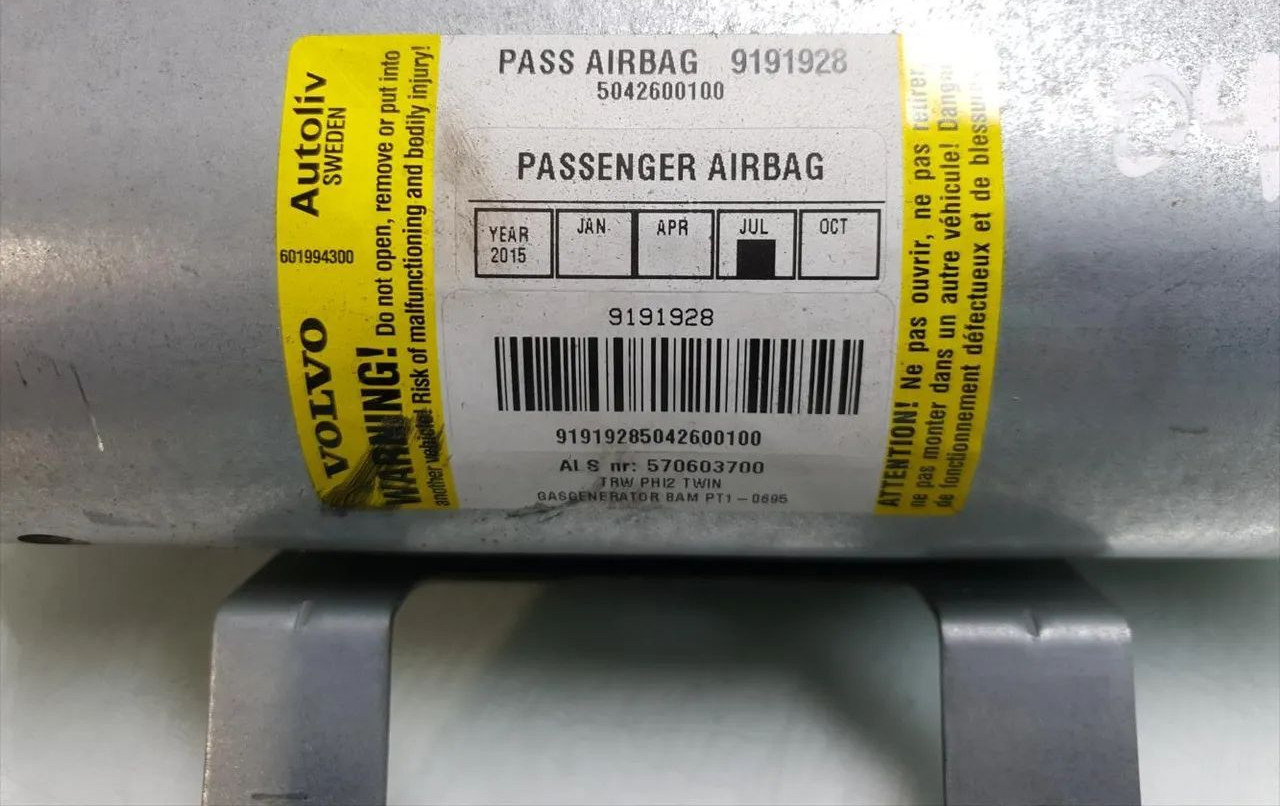 Autoliv
SWEDEN
601994300
VOLVO
WARNING! Do not open, remove or put into
another vehicle! Risk of malfunctioning and bodily injury!
PASS AIRBAG 9191928
5042600100
PASSENGER AIRBAG
YEAR 2015 JAN APR JUL OCT
9191928
91919285042600100
ALS nr: 570603700
TRW PHI2 TWIN
GASGENERATOR BAM PT1-0695
ATTENTION! Ne pas ouvrir, ne pas retirer,
ne pas monter dans un autre véhicule! Danger
de fonctionnement défectueux et de